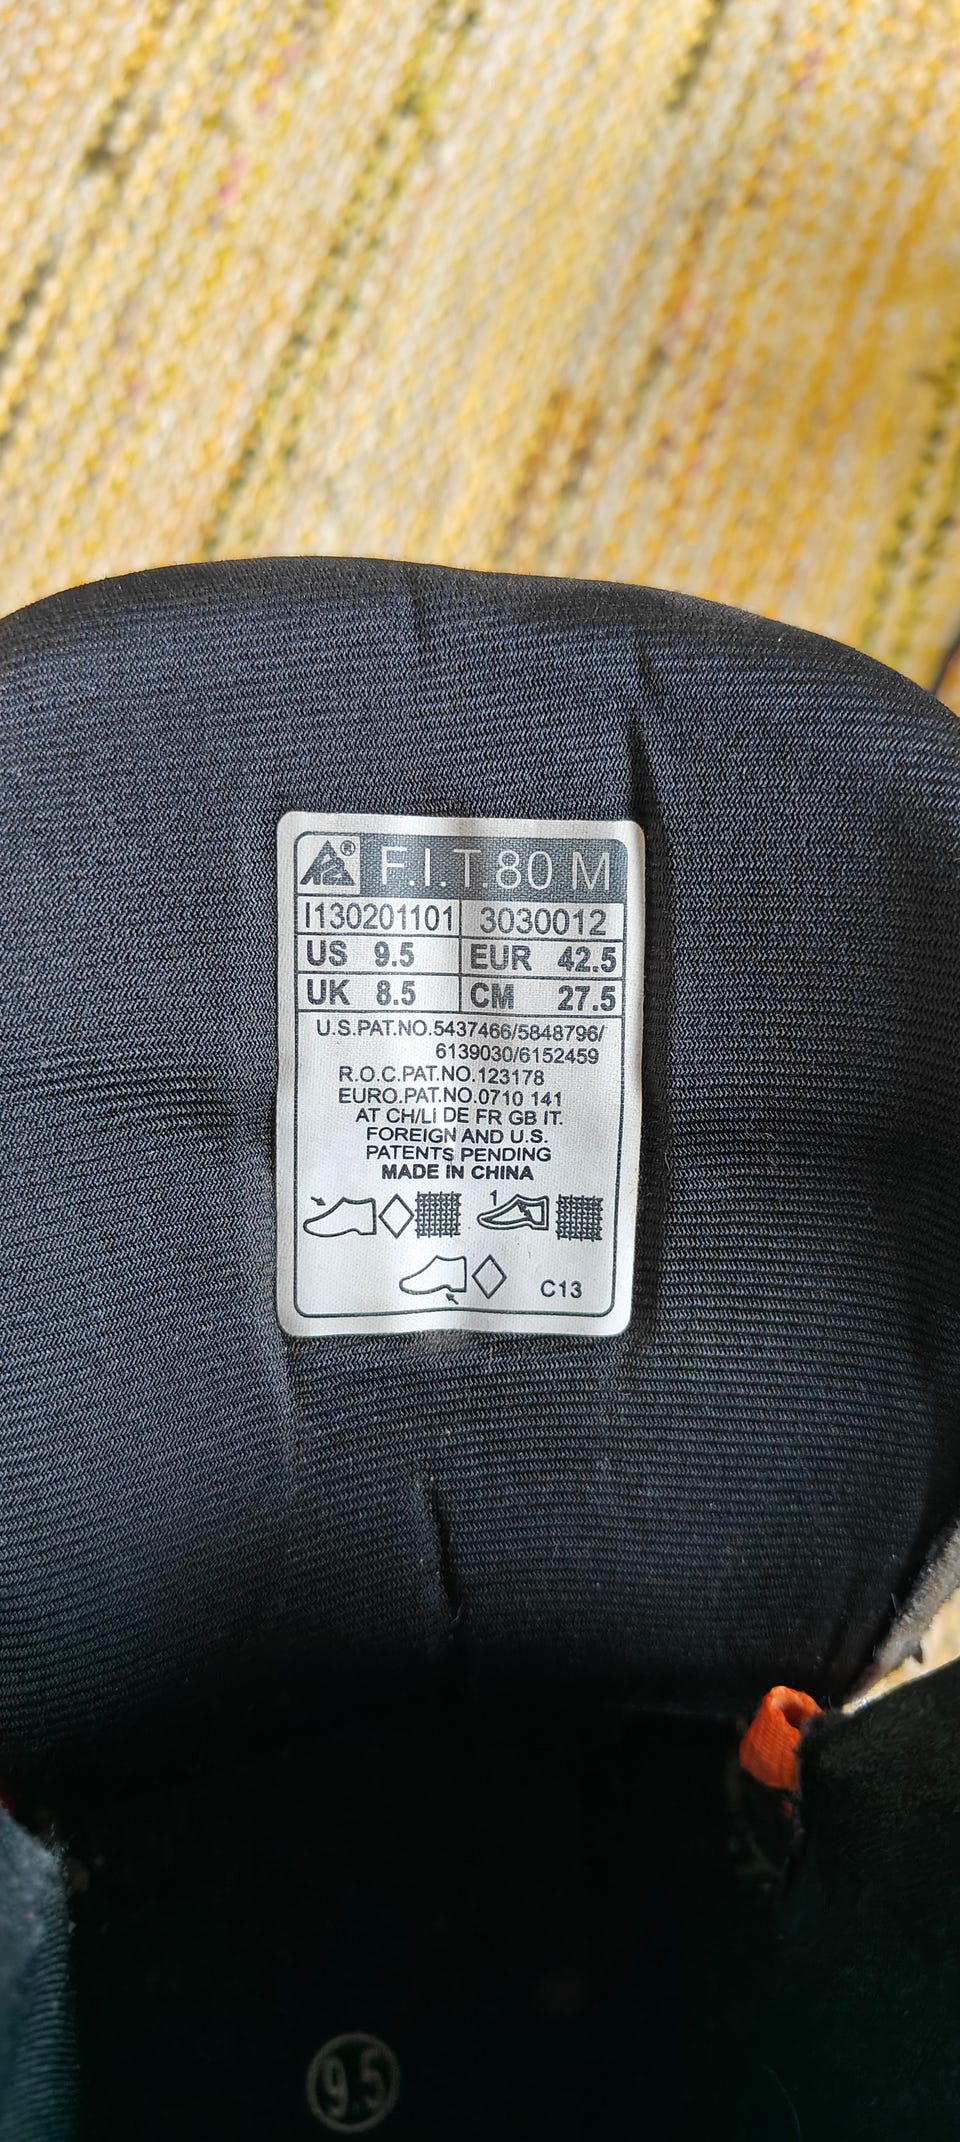 K2® F.I.T.80 M
I130201101 3030012
US 9.5 EUR 42.5
UK 8.5 CM 27.5
U.S.PAT.NO.5437466/5848796/
6139030/6152459
R.O.C.PAT.NO.123178
EURO.PAT.NO.0710 141
AT CH/LI DE FR GB IT.
FOREIGN AND U.S.
PATENTS PENDING
MADE IN CHINA
1
C13
9.5